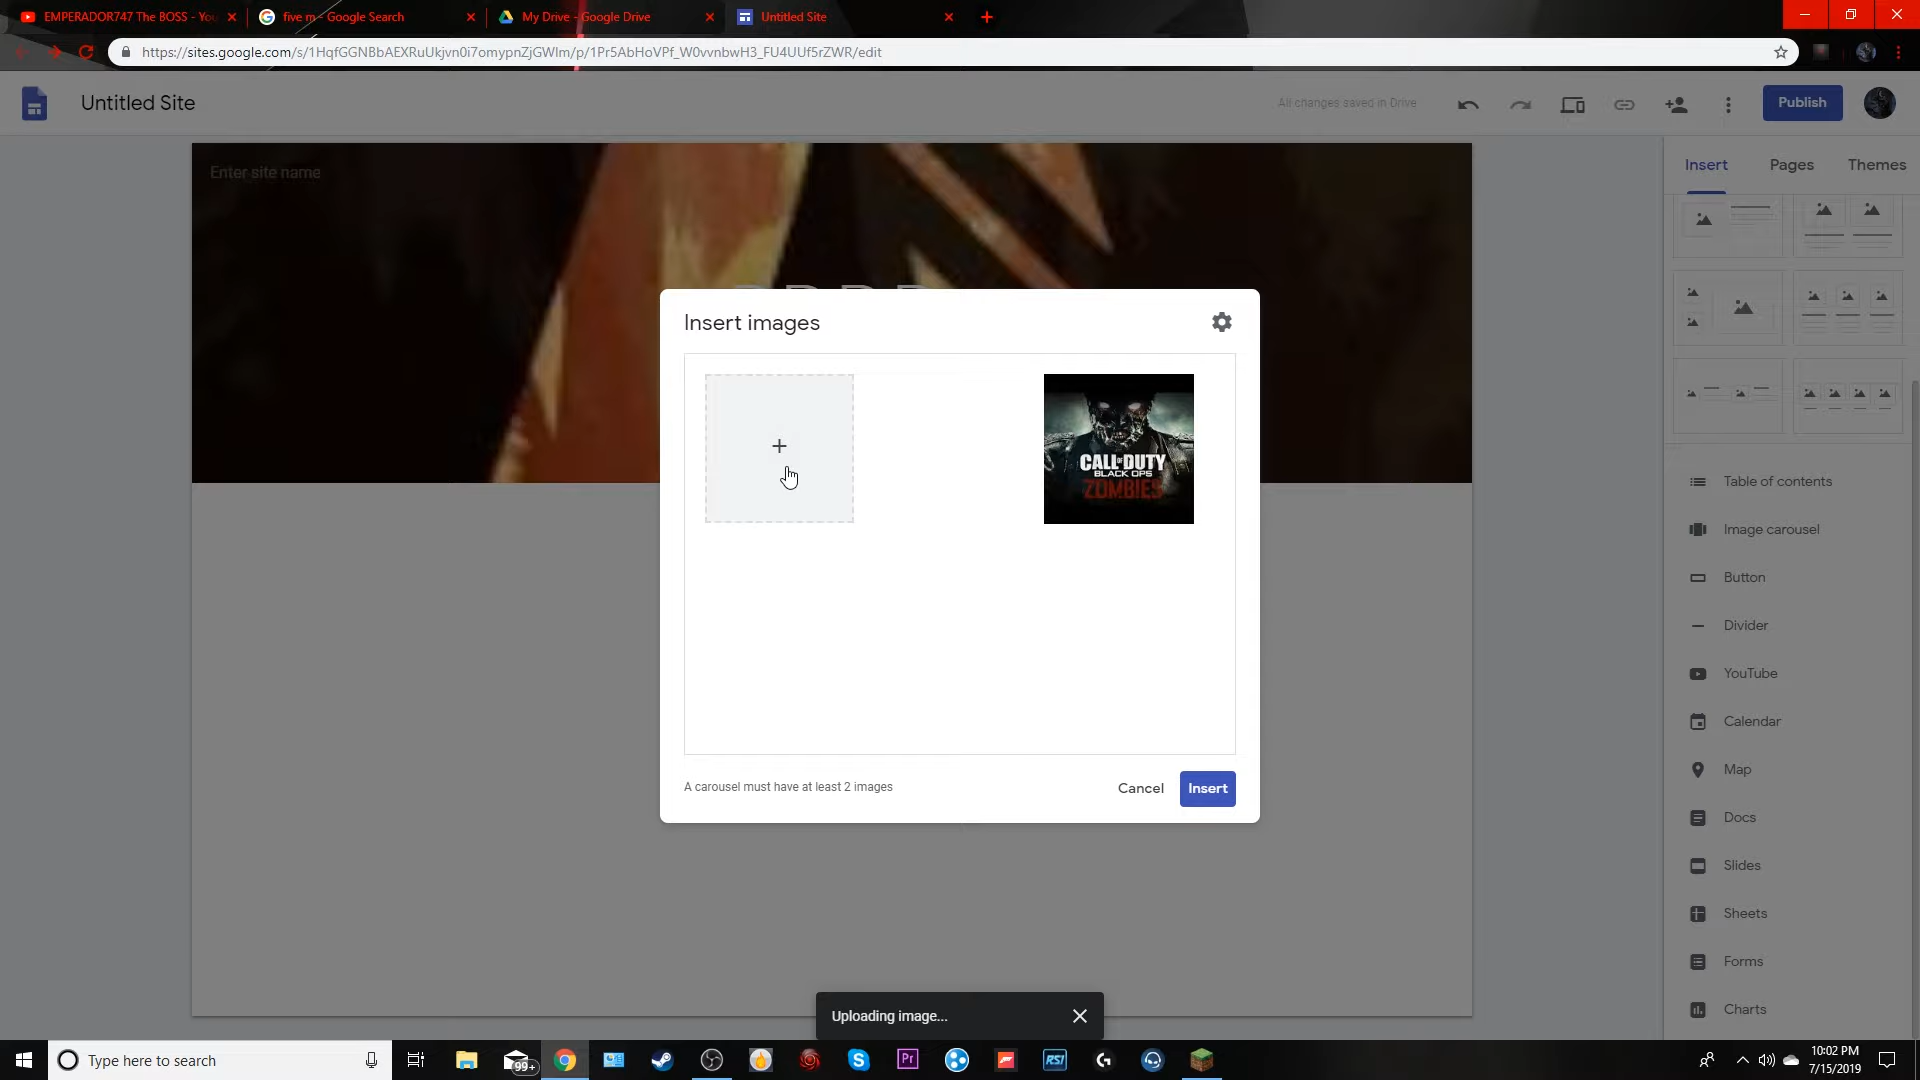 EMPERADOR747 The BOSS - You
five m - Google Search
My Drive - Google Drive
Untitled Site
https://sites.google.com/s/1HqfGGNBbAEXRuUkjvn0i7omypnZjGWIm/p/1Pr5AbHoVPf_W0vvnbwH3_FU4UUf5rZWR/edit
Untitled Site
All changes saved in Drive
Publish
Enter site name
Insert
Pages
Themes
Insert images
CALL OF DUTY
BLACK OPS
ZOMBIES
A carousel must have at least 2 images
Cancel
Insert
Table of contents
Image carousel
Button
Divider
YouTube
Calendar
Map
Docs
Slides
Sheets
Forms
Charts
Uploading image...
Type here to search
99+
Pr
RSI
10:02 PM
7/15/2019